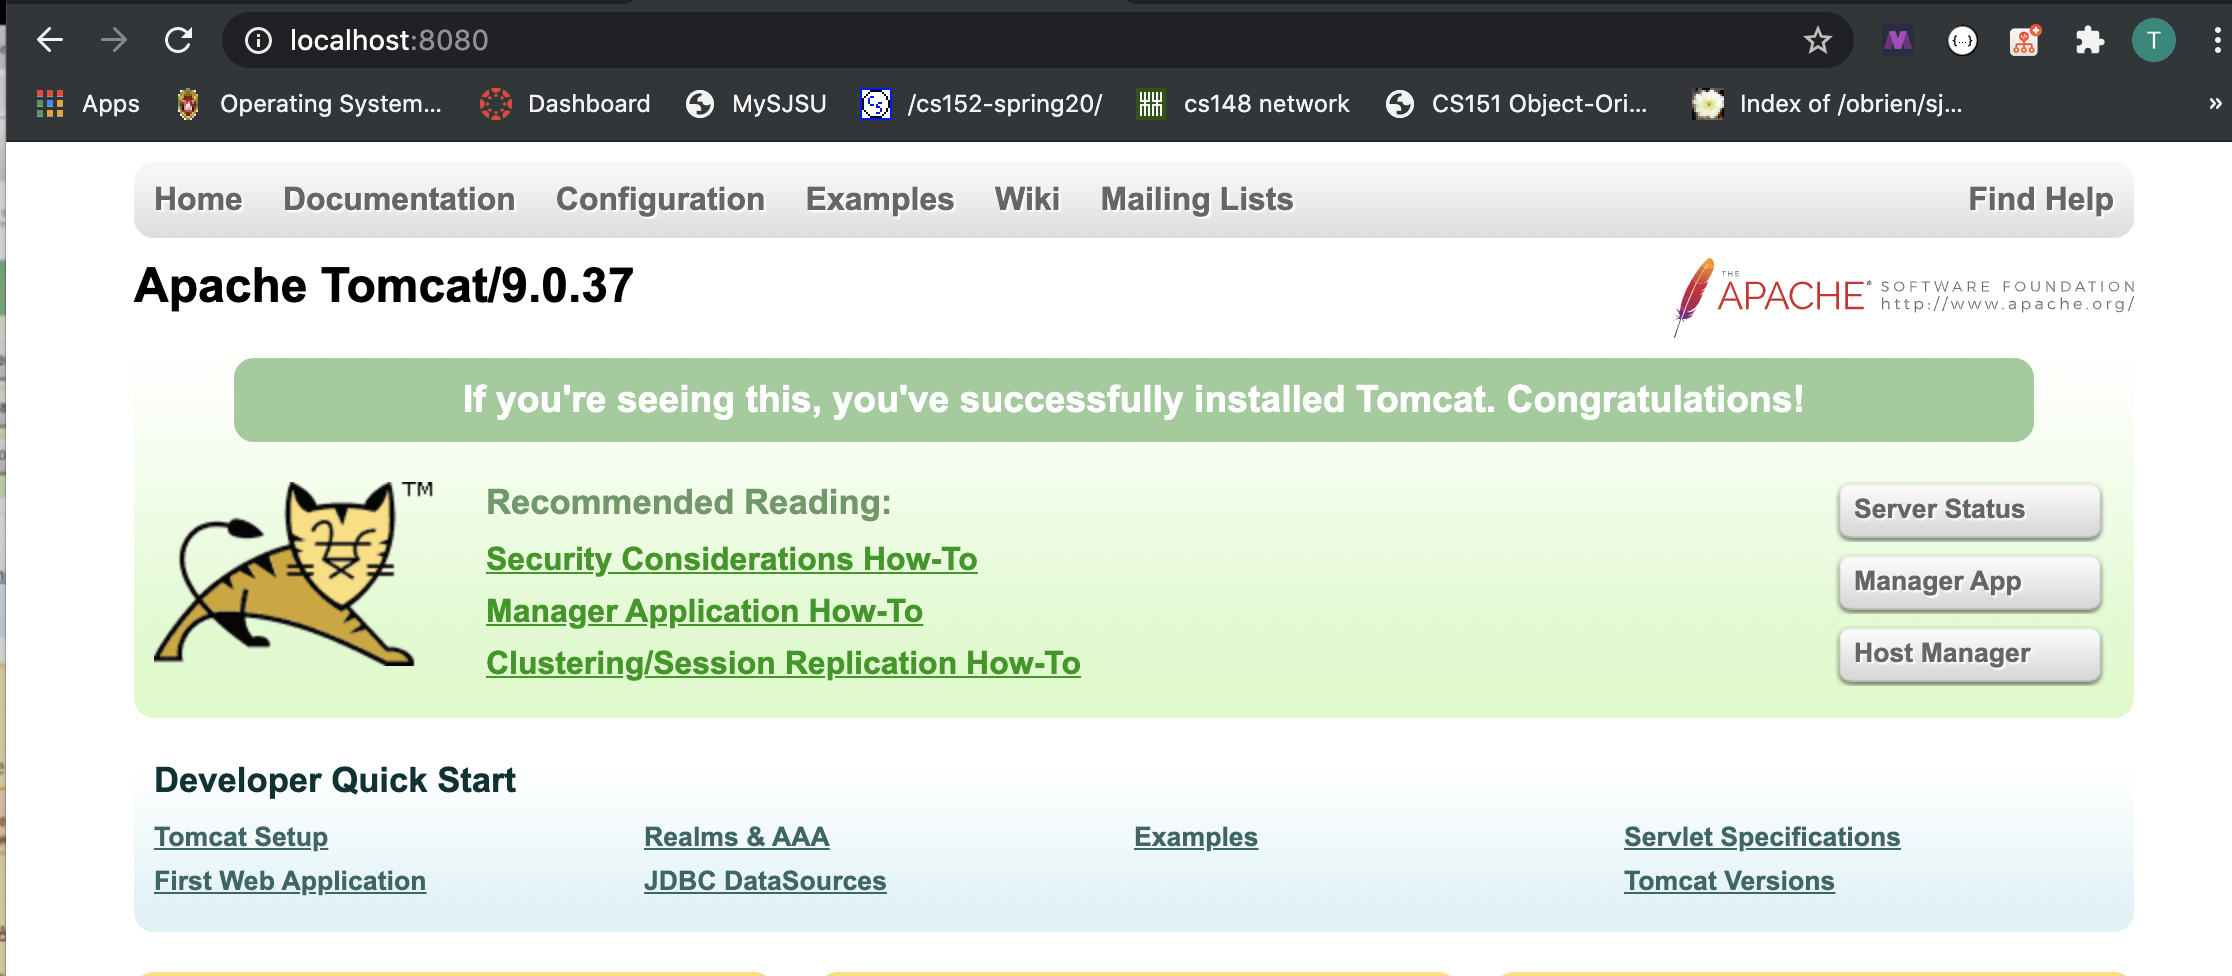 localhost:8080
T
Apps Operating System... Dashboard MySJSU /cs152-spring20/ cs148 network CS151 Object-Ori... Index of /obrien/sj... »
Home Documentation Configuration Examples Wiki Mailing Lists Find Help
Apache Tomcat/9.0.37
THE
APACHE® SOFTWARE FOUNDATION
http://www.apache.org/
If you're seeing this, you've successfully installed Tomcat. Congratulations!
TM
Recommended Reading:
Security Considerations How-To
Manager Application How-To
Clustering/Session Replication How-To
Server Status
Manager App
Host Manager
Developer Quick Start
Tomcat Setup Realms & AAA Examples Servlet Specifications
First Web Application JDBC DataSources Tomcat Versions